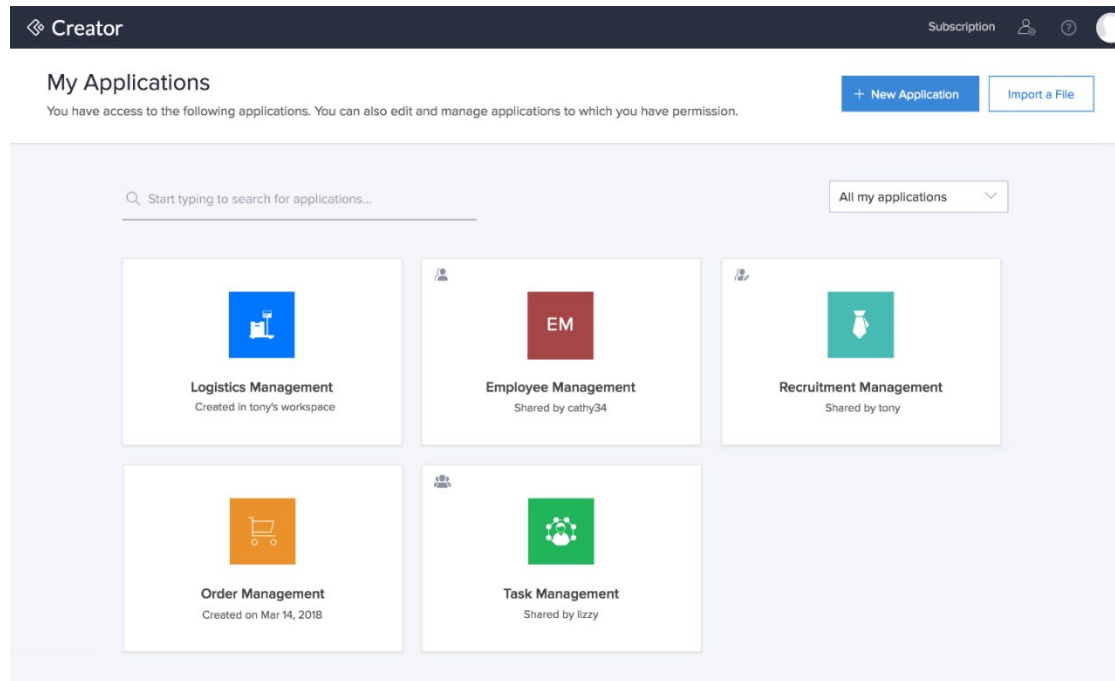 Creator
Subscription
My Applications
You have access to the following applications. You can also edit and manage applications to which you have permission.
+ New Application
Import a File
Start typing to search for applications...
All my applications
Logistics Management
Created in tony's workspace
EM
Employee Management
Shared by cathy34
Recruitment Management
Shared by tony
Order Management
Created on Mar 14, 2018
Task Management
Shared by lizzy